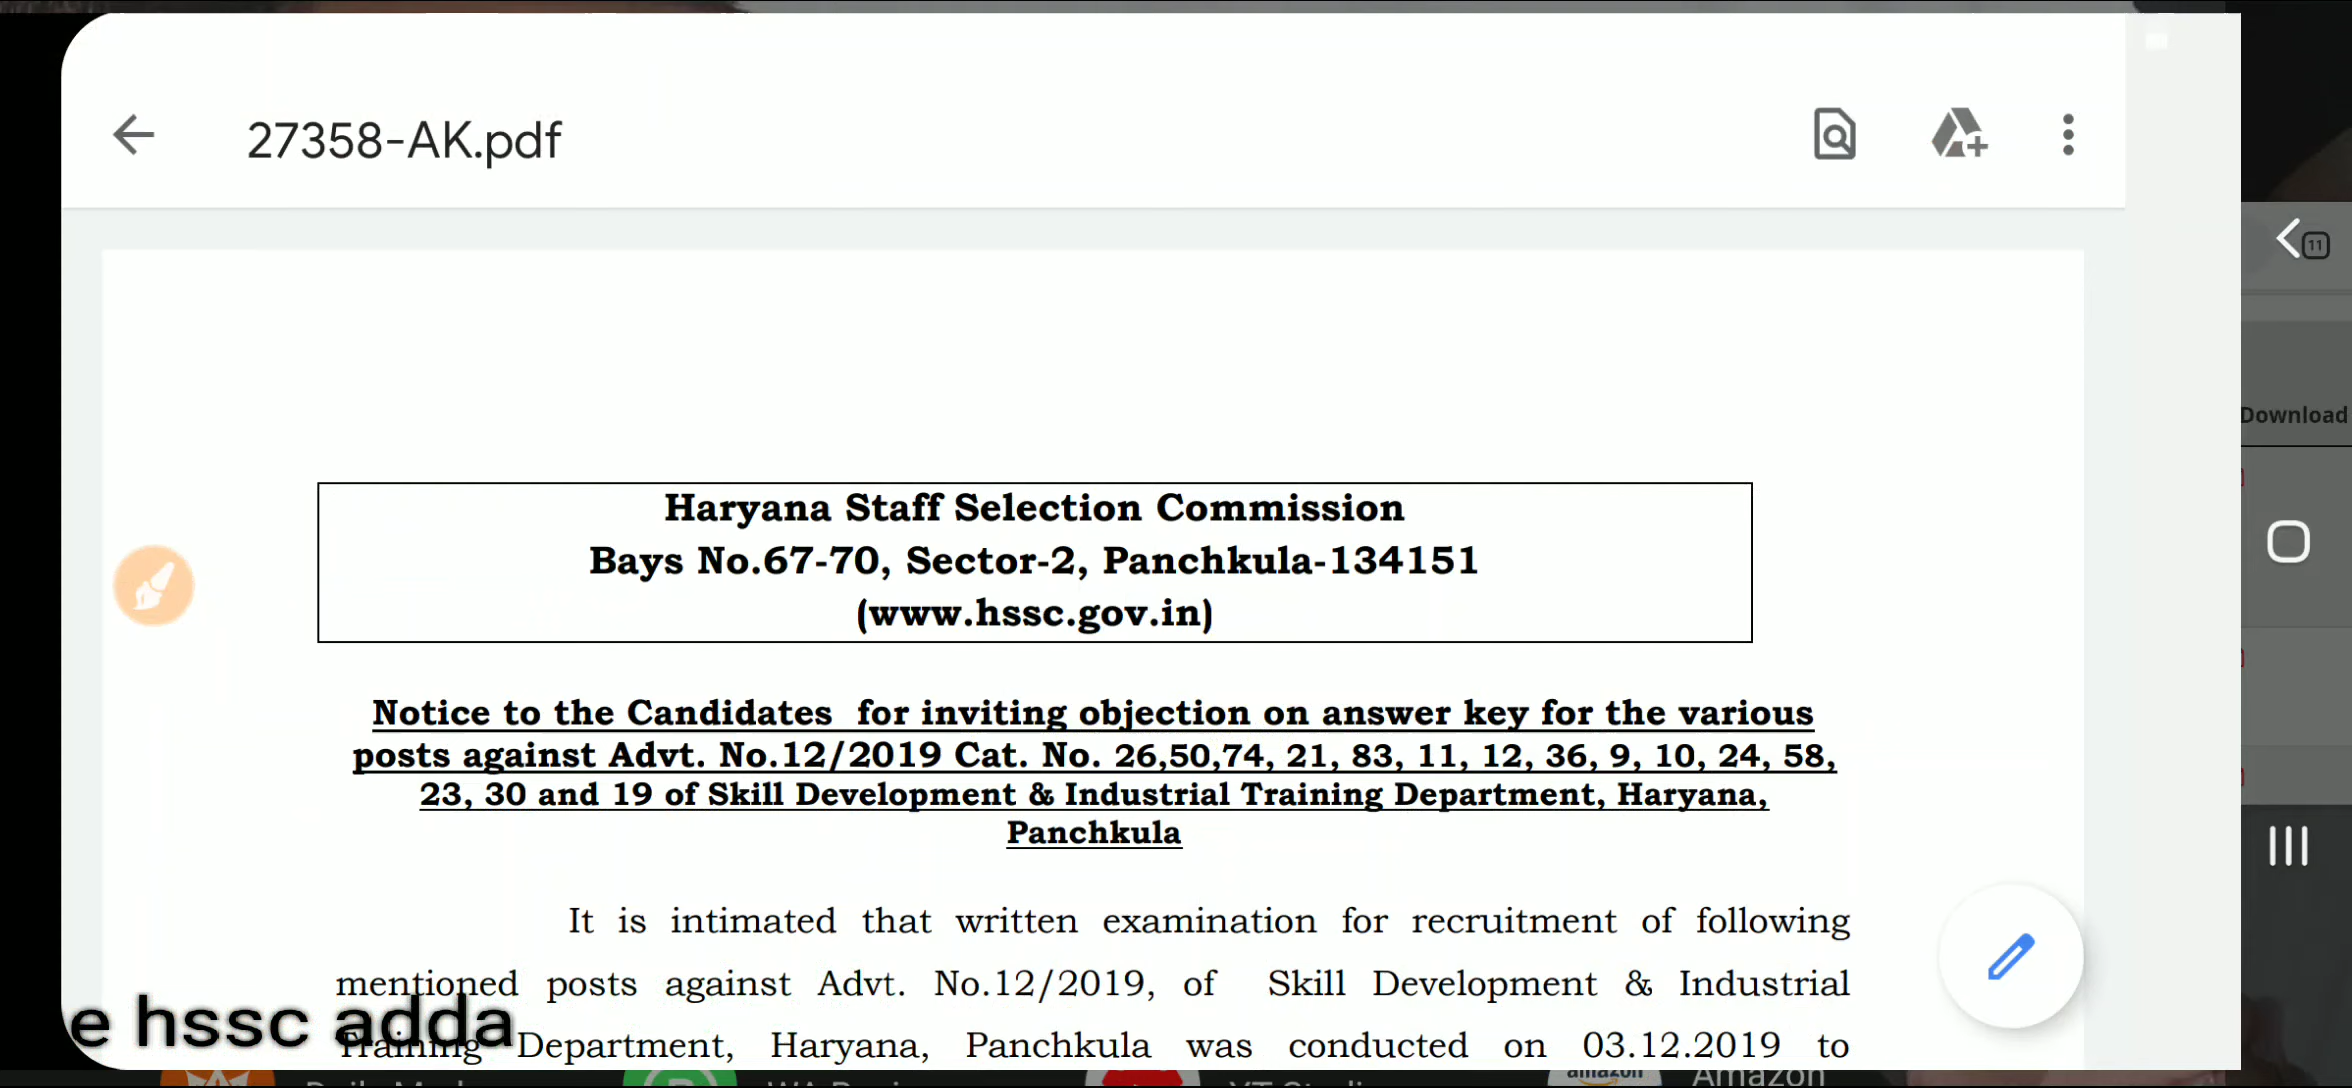 27358-AK.pdf
11
Download
Haryana Staff Selection Commission
Bays No.67-70, Sector-2, Panchkula-134151
(www.hssc.gov.in)
Notice to the Candidates for inviting objection on answer key for the various
posts against Advt. No.12/2019 Cat. No. 26,50,74, 21, 83, 11, 12, 36, 9, 10, 24, 58,
23, 30 and 19 of Skill Development & Industrial Training Department, Haryana,
Panchkula
It is intimated that written examination for recruitment of following
mentioned posts against Advt. No.12/2019, of Skill Development & Industrial
Training Department, Haryana, Panchkula was conducted on 03.12.2019 to
e hssc adda
amazon
Amazon